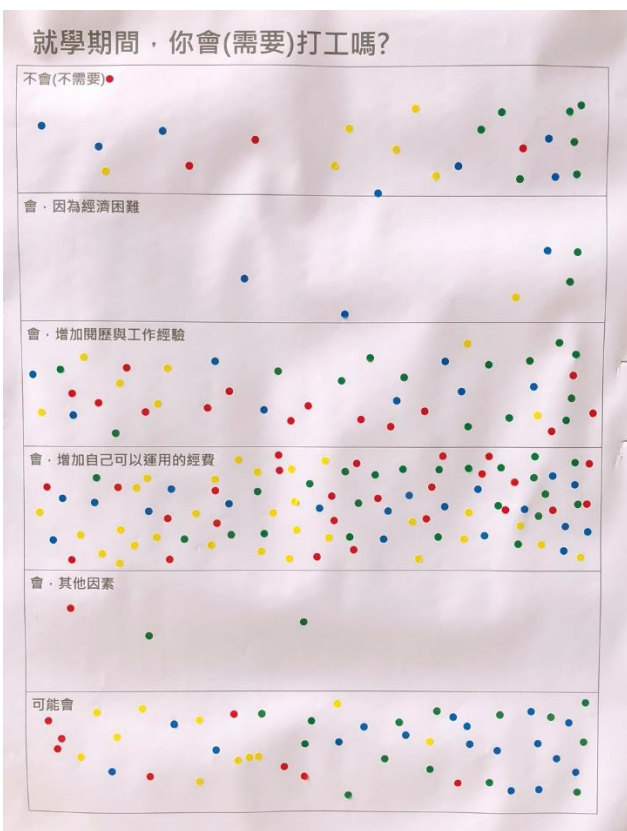 就學期間，你會(需要)打工嗎?
不會(不需要)
會，因為經濟困難
會，增加閱歷與工作經驗
會，增加自己可以運用的經費
會，其他因素
可能會